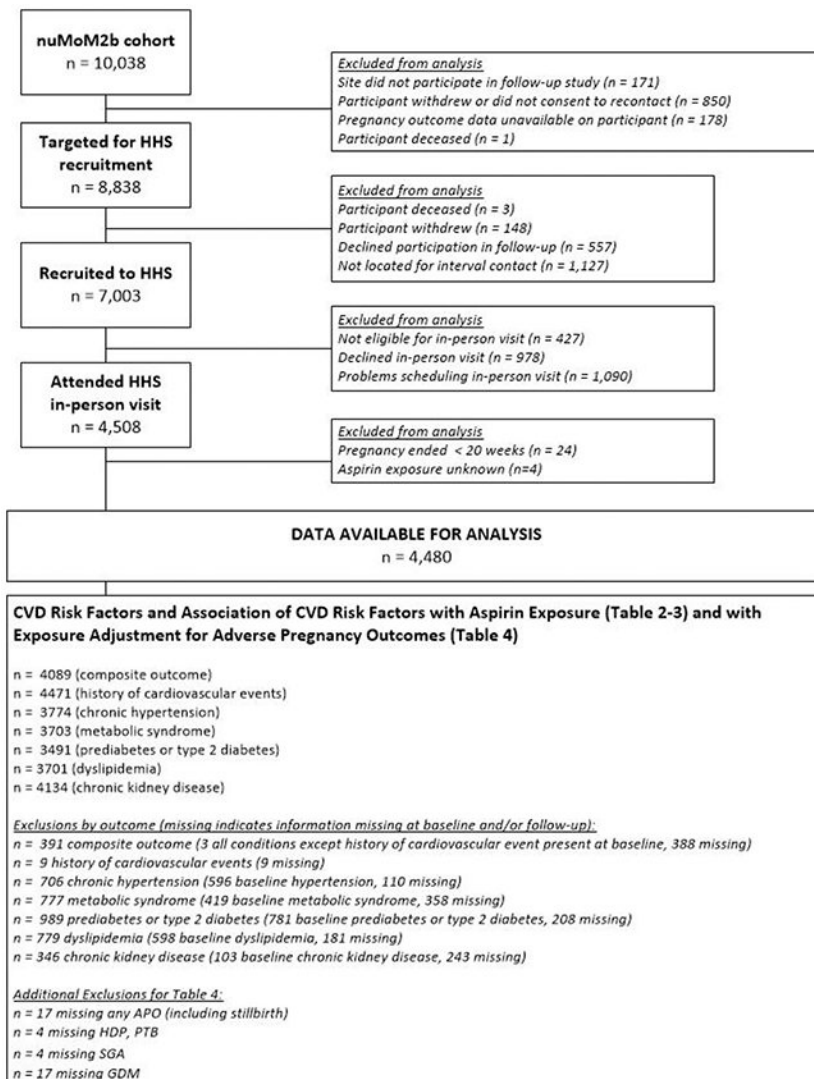 nuMoM2b cohort
n = 10,038
Excluded from analysis
Site did not participate in follow-up study (n = 171)
Participant withdrew or did not consent to recontact (n = 850)
Pregnancy outcome data unavailable on participant (n = 178)
Participant deceased (n = 1)
Targeted for HHS
recruitment
n = 8,838
Excluded from analysis
Participant deceased (n = 3)
Participant withdrew (n = 148)
Declined participation in follow-up (n = 557)
Not located for interval contact (n = 1,127)
Recruited to HHS
n = 7,003
Excluded from analysis
Not eligible for in-person visit (n = 427)
Declined in-person visit (n = 978)
Problems scheduling in-person visit (n = 1,090)
Attended HHS
in-person visit
n = 4,508
Excluded from analysis
Pregnancy ended < 20 weeks (n = 24)
Aspirin exposure unknown (n=4)
DATA AVAILABLE FOR ANALYSIS
n = 4,480
CVD Risk Factors and Association of CVD Risk Factors with Aspirin Exposure (Table 2-3) and with
Exposure Adjustment for Adverse Pregnancy Outcomes (Table 4)
n = 4089 (composite outcome)
n = 4471 (history of cardiovascular events)
n = 3774 (chronic hypertension)
n = 3703 (metabolic syndrome)
n = 3491 (prediabetes or type 2 diabetes)
n = 3701 (dyslipidemia)
n = 4134 (chronic kidney disease)
Exclusions by outcome (missing indicates information missing at baseline and/or follow-up):
n = 391 composite outcome (3 all conditions except history of cardiovascular event present at baseline, 388 missing)
n = 9 history of cardiovascular events (9 missing)
n = 706 chronic hypertension (596 baseline hypertension, 110 missing)
n = 777 metabolic syndrome (419 baseline metabolic syndrome, 358 missing)
n = 989 prediabetes or type 2 diabetes (781 baseline prediabetes or type 2 diabetes, 208 missing)
n = 779 dyslipidemia (598 baseline dyslipidemia, 181 missing)
n = 346 chronic kidney disease (103 baseline chronic kidney disease, 243 missing)
Additional Exclusions for Table 4:
n = 17 missing any APO (including stillbirth)
n = 4 missing HDP, PTB
n = 4 missing SGA
n = 17 missing GDM